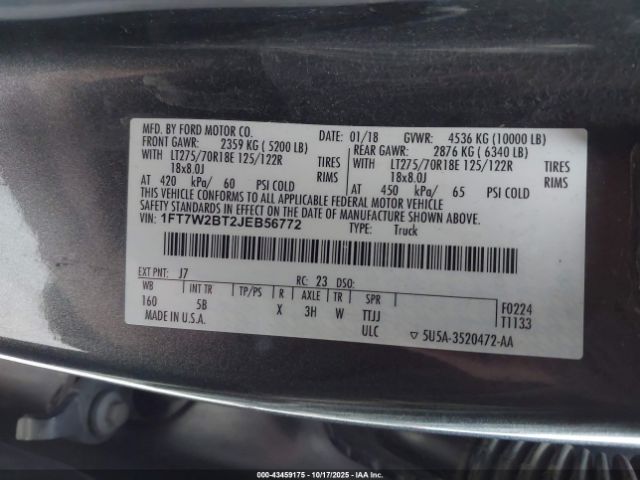 MFD. BY FORD MOTOR CO. DATE: 01/18 GVWR: 4536 KG (10000 LB)
FRONT GAWR: 2359 KG ( 5200 LB) REAR GAWR: 2876 KG ( 6340 LB)
WITH LT275/70R18E 125/122R TIRES WITH LT275/70R18E 125/122R TIRES
18x8.0J RIMS 18x8.0J RIMS
AT 420 kPa/ 60 PSI COLD AT 450 kPa/ 65 PSI COLD
THIS VEHICLE CONFORMS TO ALL APPLICABLE FEDERAL MOTOR VEHICLE
SAFETY STANDARDS IN EFFECT ON THE DATE OF MANUFACTURE SHOWN ABOVE.
VIN: 1FT7W2BT2JEB56772 TYPE: Truck
EXT PNT: J7 RC: 23 DSO:
WB INT TR TP/PS R AXLE TR SPR
160 5B X 3H W TTJJ F0224
MADE IN U.S.A. ULC T1133
▽ 5U5A-3520472-AA
000-43459175 - 10/17/2025 - IAAI.COM